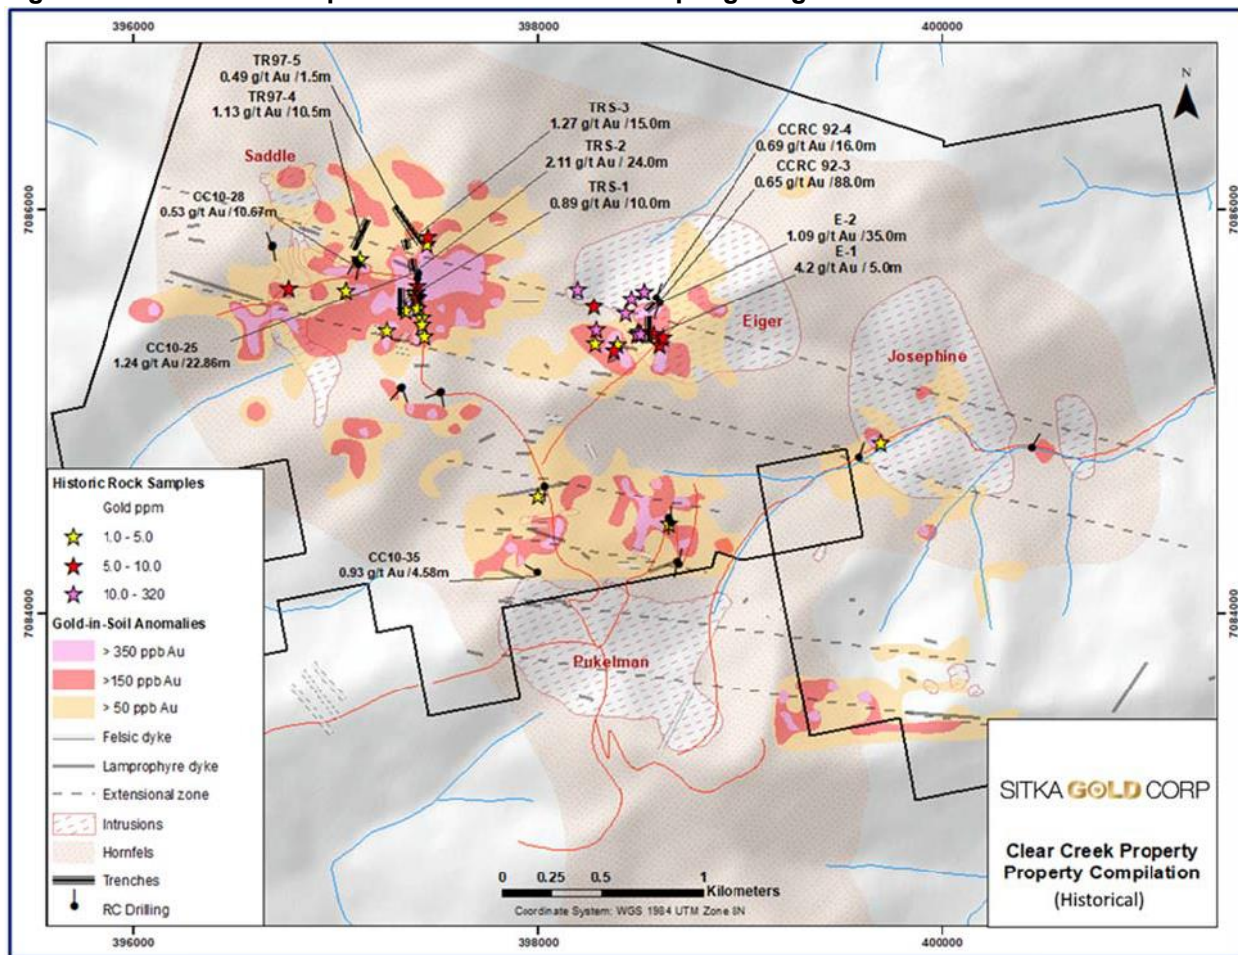 396000
398000
400000
TR97-5
0.49 g/t Au /1.5m
TR97-4
1.13 g/t Au /10.5m
TRS-3
1.27 g/t Au /15.0m
TRS-2
2.11 g/t Au / 24.0m
TRS-1
0.89 g/t Au /10.0m
CCRC 92-4
0.69 g/t Au /16.0m
CCRC 92-3
0.65 g/t Au /88.0m
E-2
1.09 g/t Au /35.0m
E-1
4.2 g/t Au / 5.0m
N
Saddle
CC10-28
0.53 g/t Au /10.67m
7086000
7086000
Eiger
Josephine
CC10-25
1.24 g/t Au /22.86m
CC10-35
0.93 g/t Au /4.58m
7084000
7084000
Pukelman
Historic Rock Samples
Gold ppm
1.0 - 5.0
5.0 - 10.0
10.0 - 320
Gold-in-Soil Anomalies
> 350 ppb Au
>150 ppb Au
> 50 ppb Au
Felsic dyke
Lamprophyre dyke
Extensional zone
Intrusions
Hornfels
Trenches
RC Drilling
0 0.25 0.5 1
Kilometers
Coordinate System: WGS 1984 UTM Zone 8N
SITKA GOLD CORP
Clear Creek Property
Property Compilation
(Historical)
396000
398000
400000